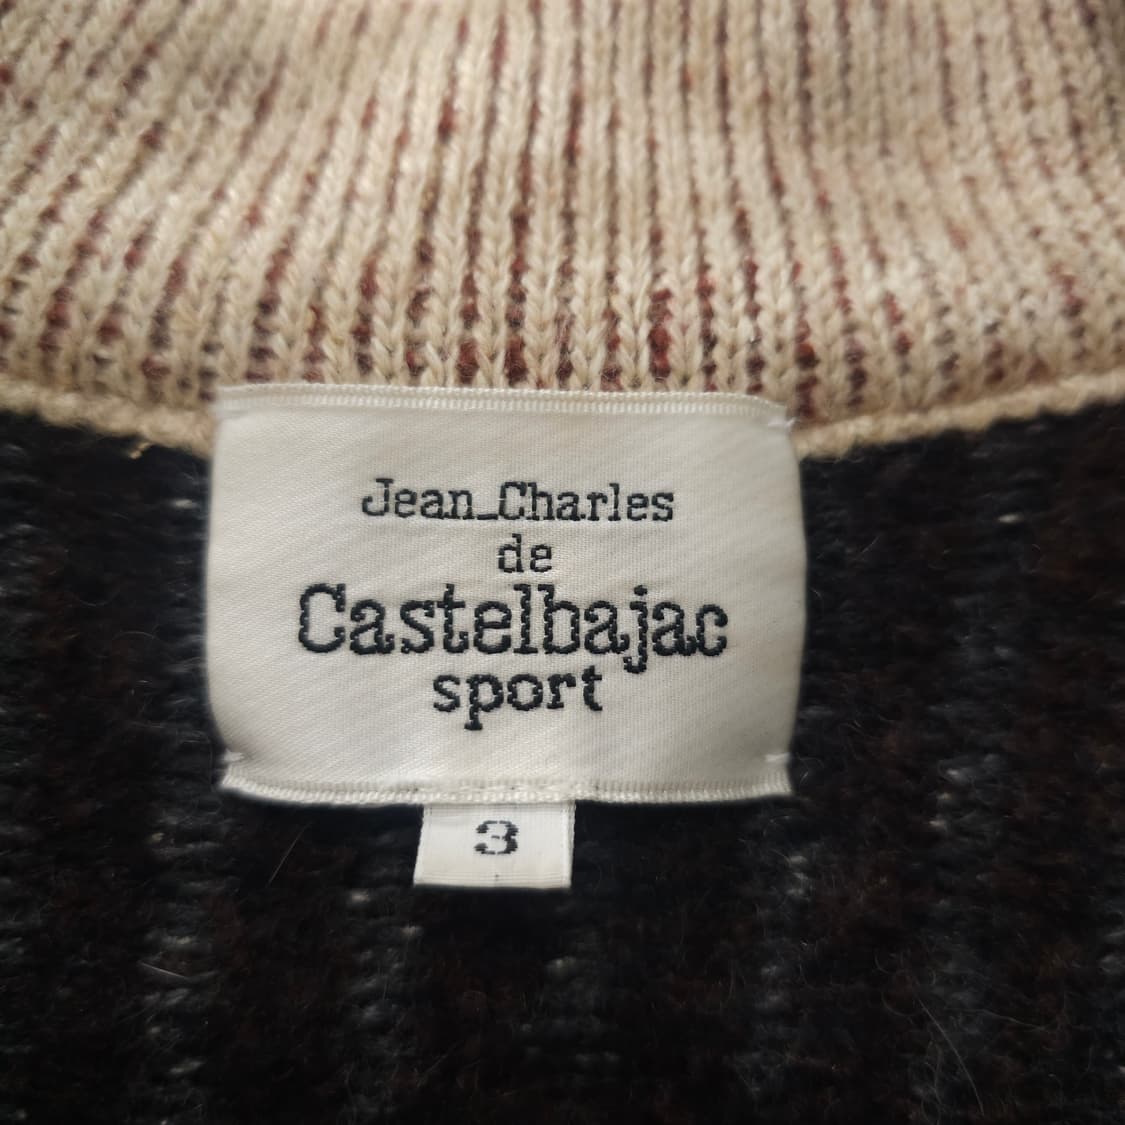 Jean_Charles
de
Castelbajac
sport
3